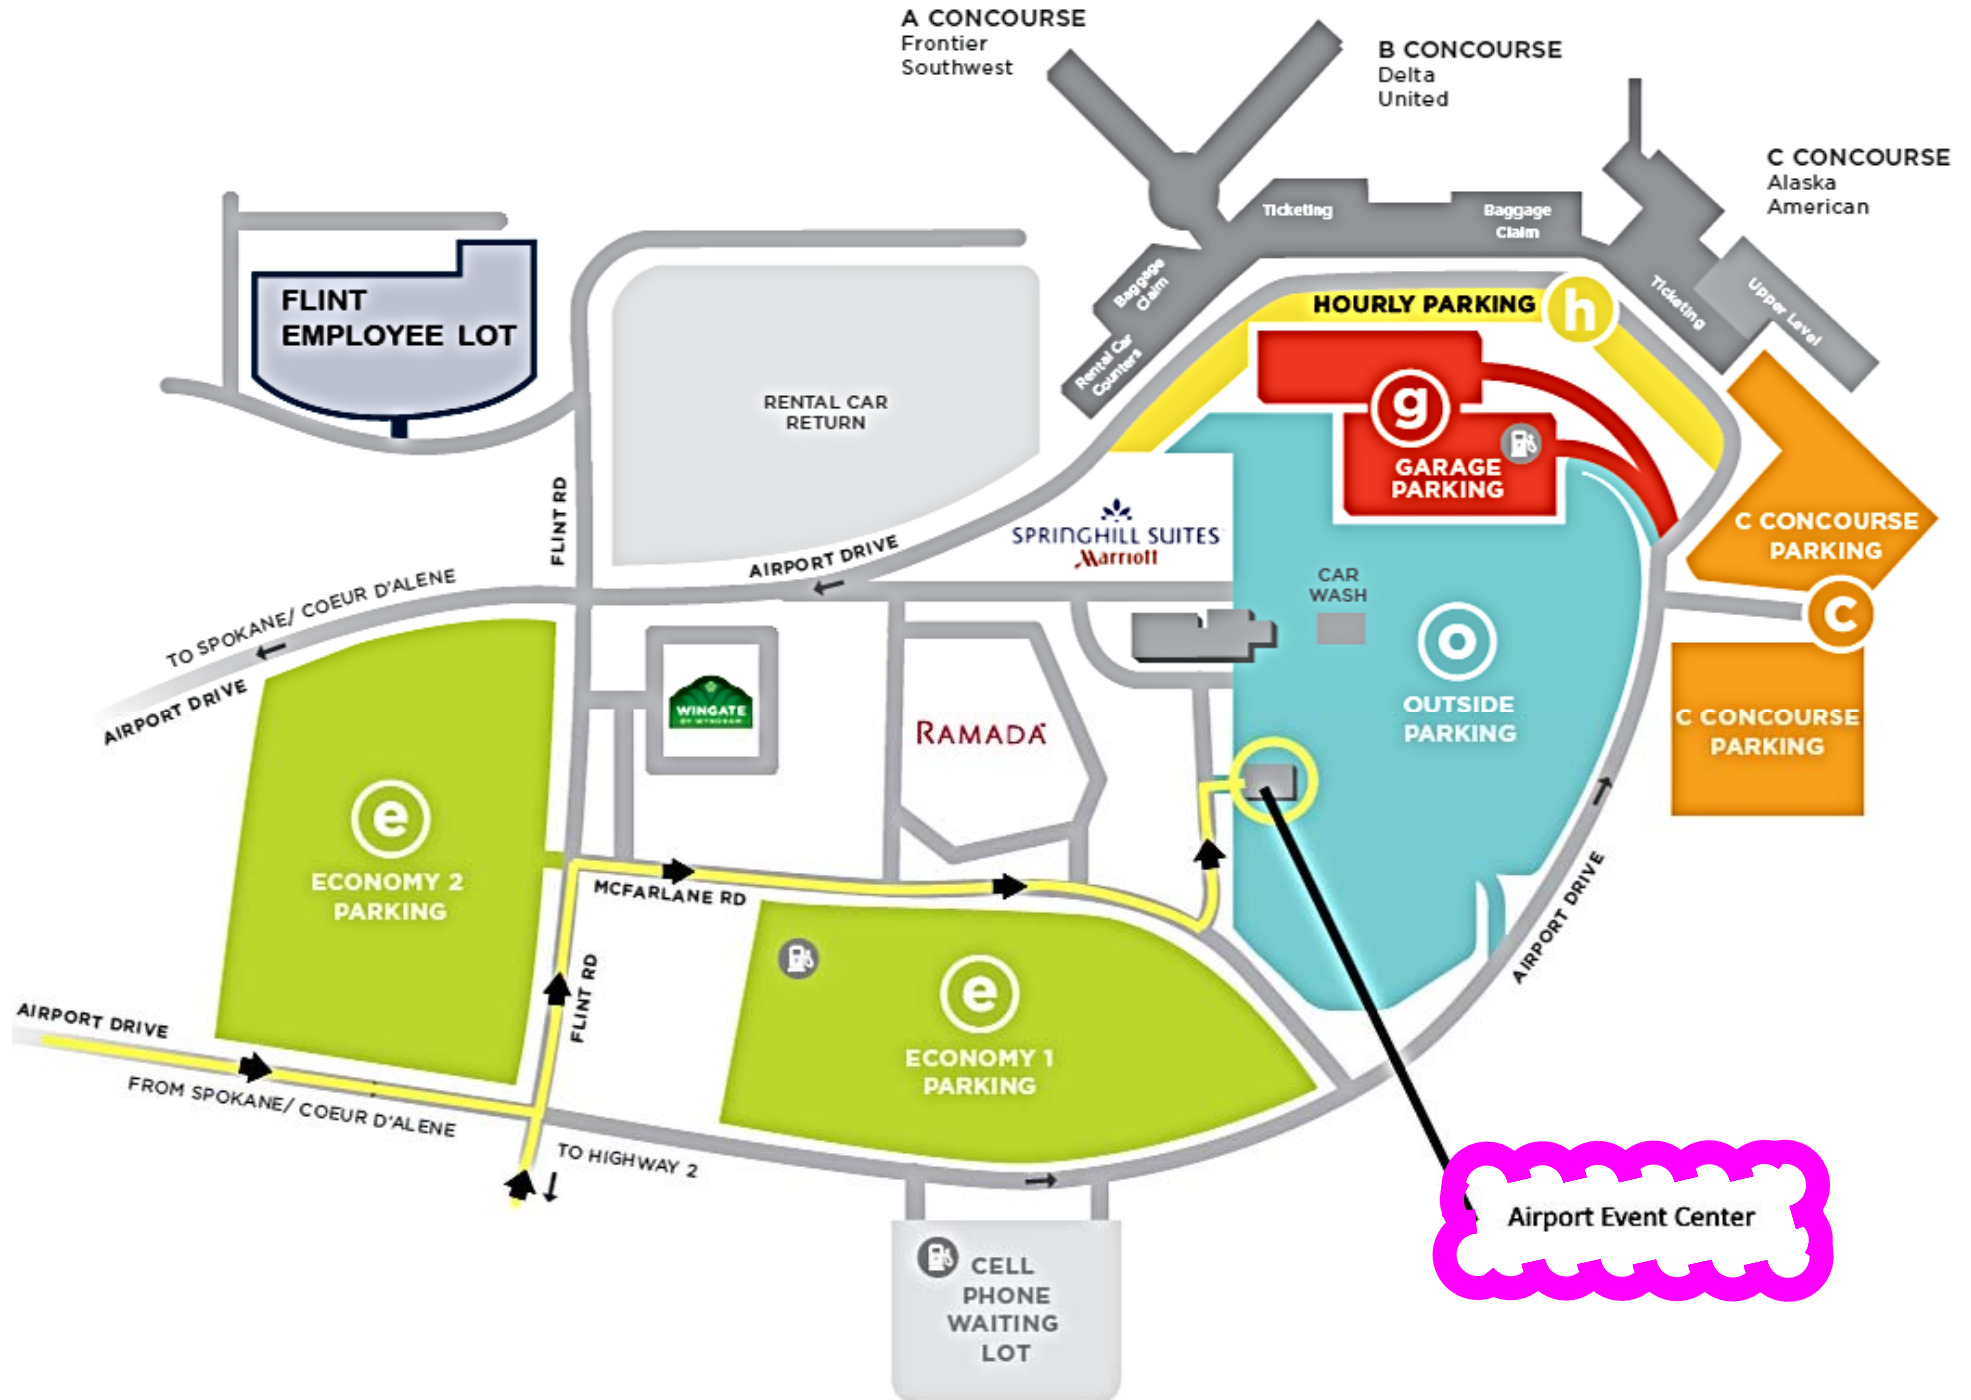 A CONCOURSE
Frontier
Southwest
B CONCOURSE
Delta
United
C CONCOURSE
Alaska
American
Ticketing
Baggage
Claim
Baggage
Claim
Rental Car
Counters
Ticketing
Upper Level
HOURLY PARKING
h
g
GARAGE
PARKING
FLINT
EMPLOYEE LOT
RENTAL CAR
RETURN
FLINT RD
AIRPORT DRIVE
SPRINGHILL SUITES
Marriott
CAR
WASH
C CONCOURSE
PARKING
C
C CONCOURSE
PARKING
TO SPOKANE/ COEUR D'ALENE
AIRPORT DRIVE
WINGATE
BY WYNDHAM
RAMADA
O
OUTSIDE
PARKING
e
ECONOMY 2
PARKING
MCFARLANE RD
FLINT RD
e
ECONOMY 1
PARKING
AIRPORT DRIVE
AIRPORT DRIVE
FROM SPOKANE/ COEUR D'ALENE
TO HIGHWAY 2
CELL
PHONE
WAITING
LOT
Airport Event Center